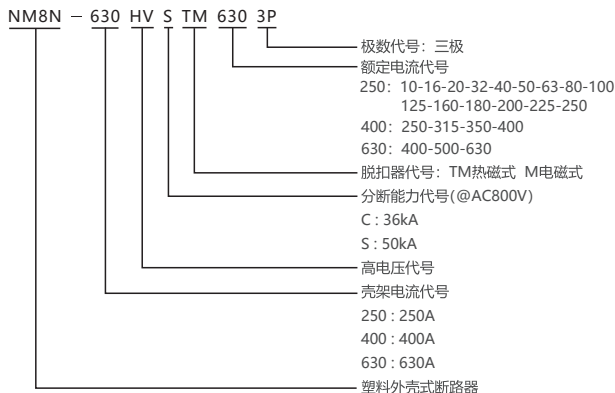 NM8N - 630 HV S TM 630 3P
极数代号：三极
额定电流代号
250：10-16-20-32-40-50-63-80-100
125-160-180-200-225-250
400：250-315-350-400
630：400-500-630
脱扣器代号：TM热磁式 M电磁式
分断能力代号(@AC800V)
C : 36kA
S : 50kA
高电压代号
壳架电流代号
250 : 250A
400 : 400A
630 : 630A
塑料外壳式断路器